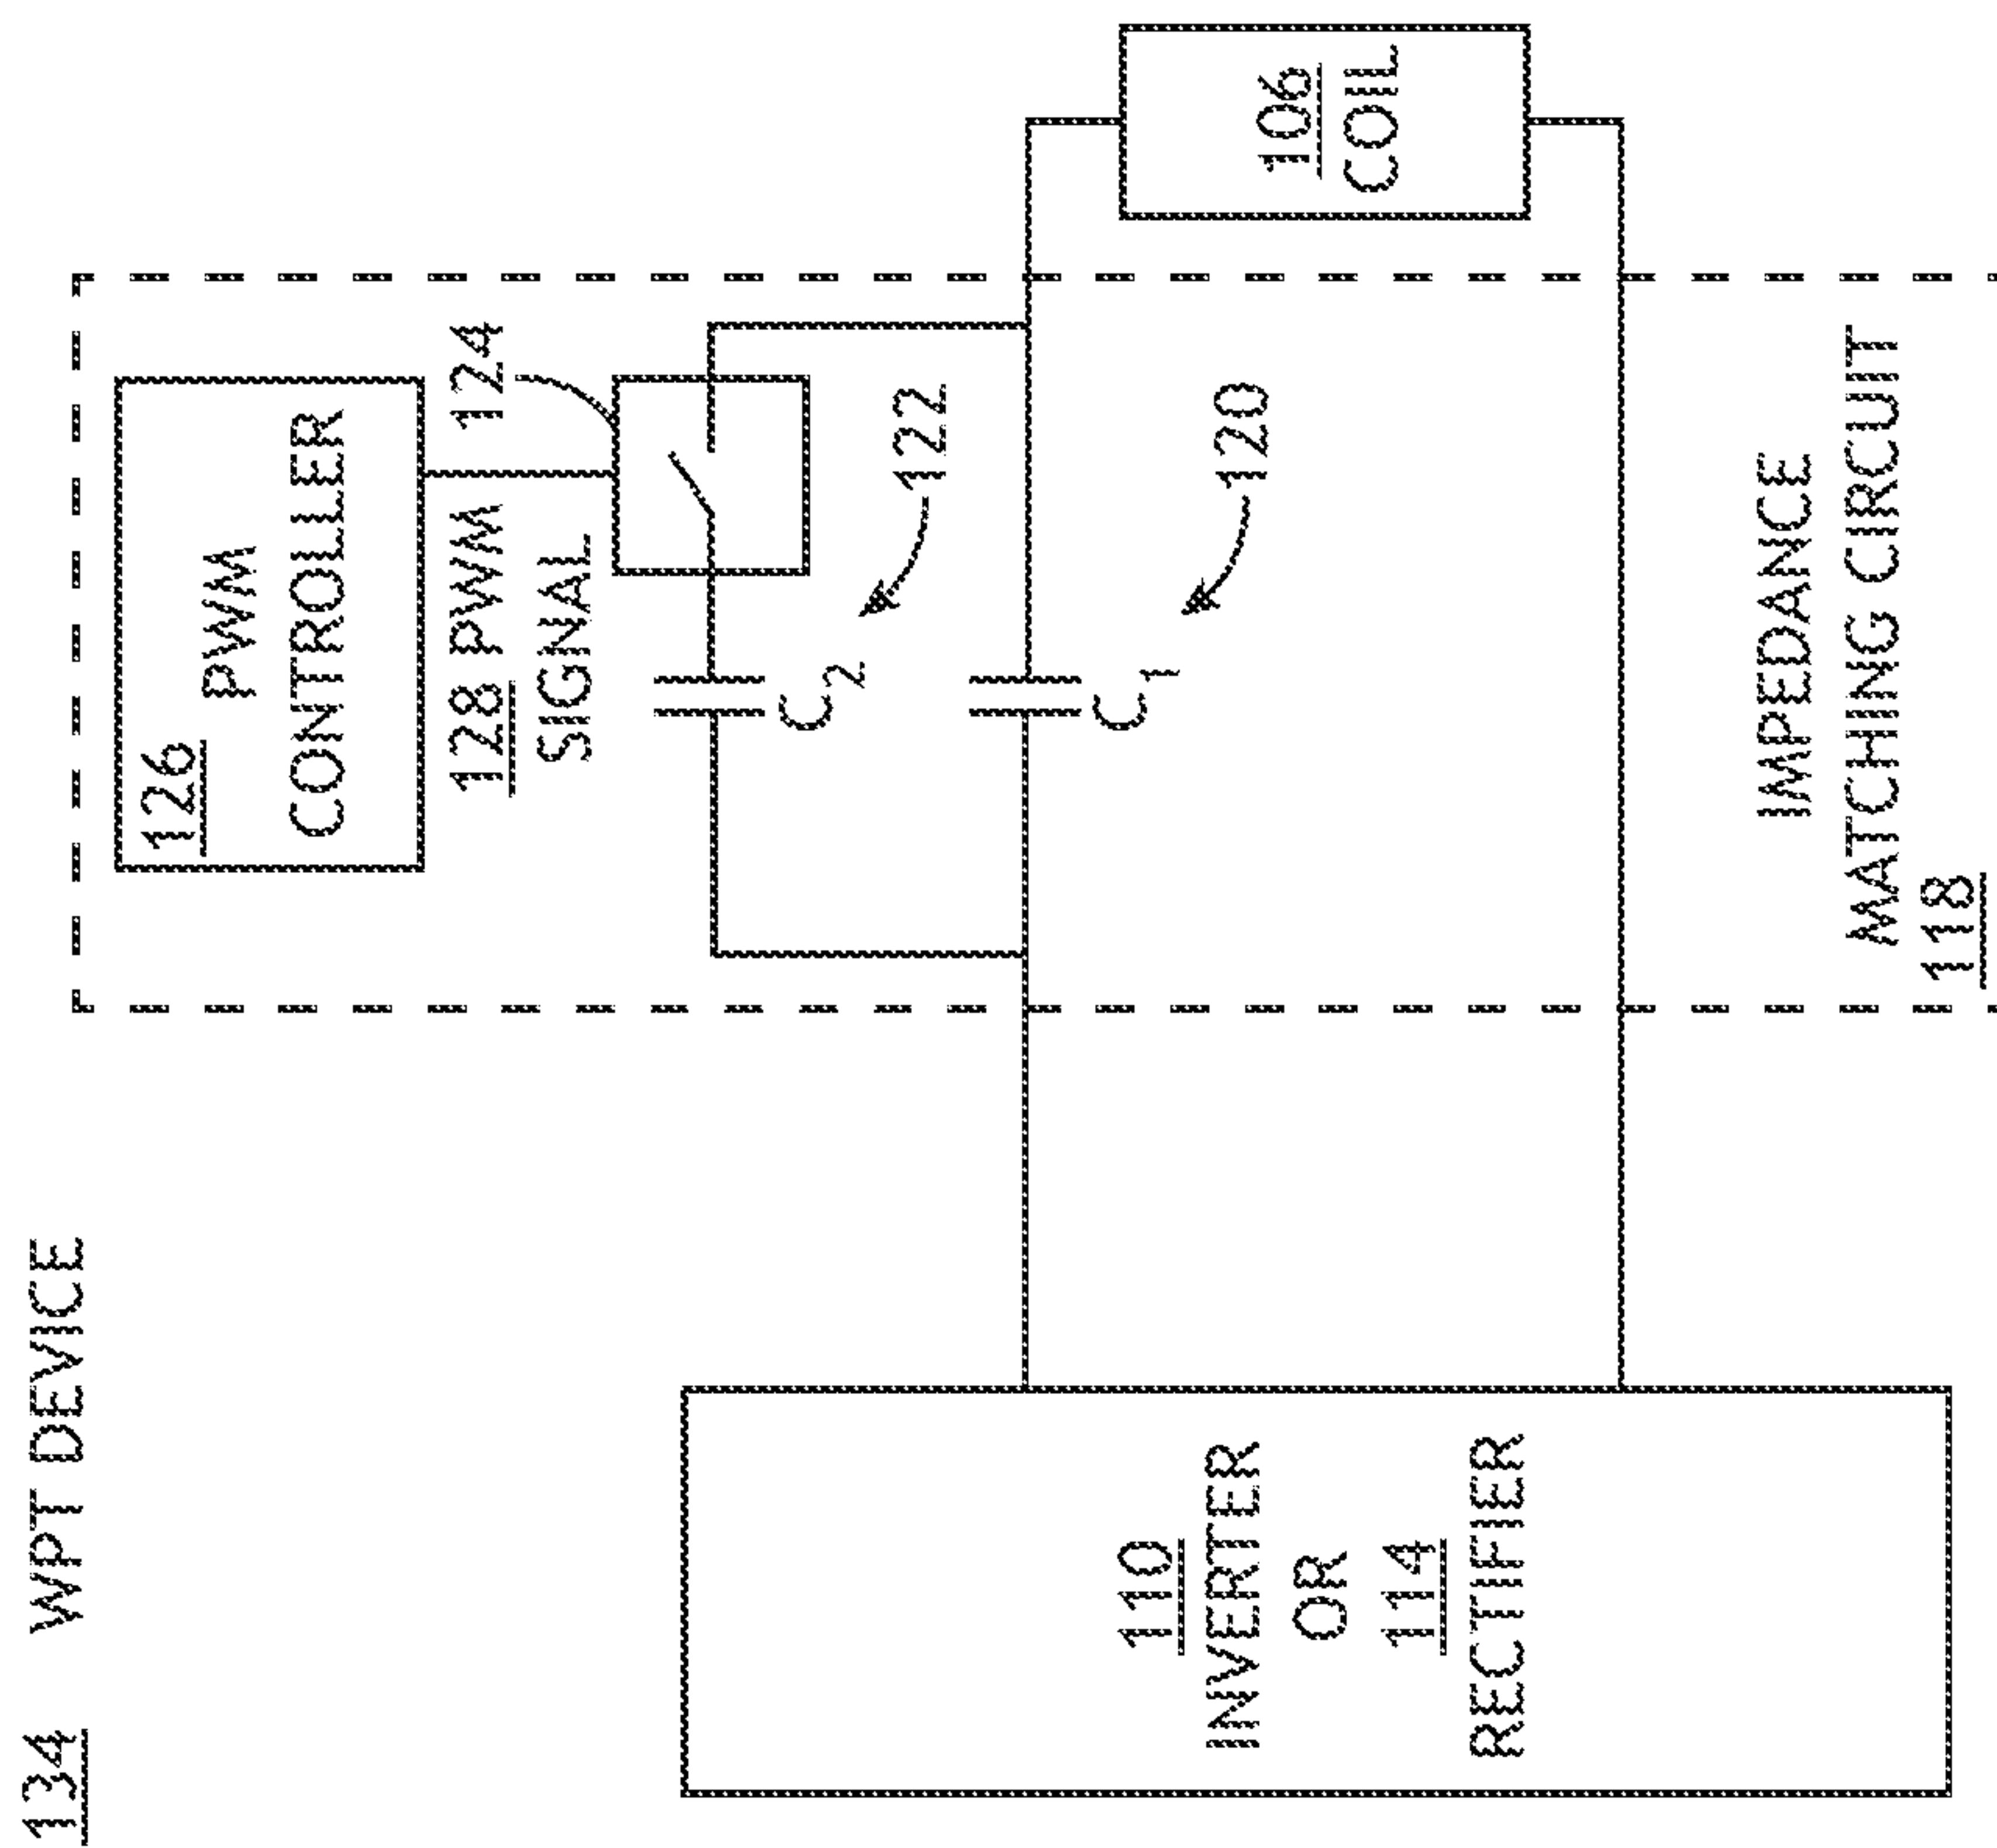 134 WPT DEVICE
126
PWM
CONTROLLER
128 PWM
SIGNAL
124
C2
122
C1
120
110
INVERTER
OR
114
RECTIFIER
106
COIL
IMPEDANCE
MATCHING CIRCUIT
118